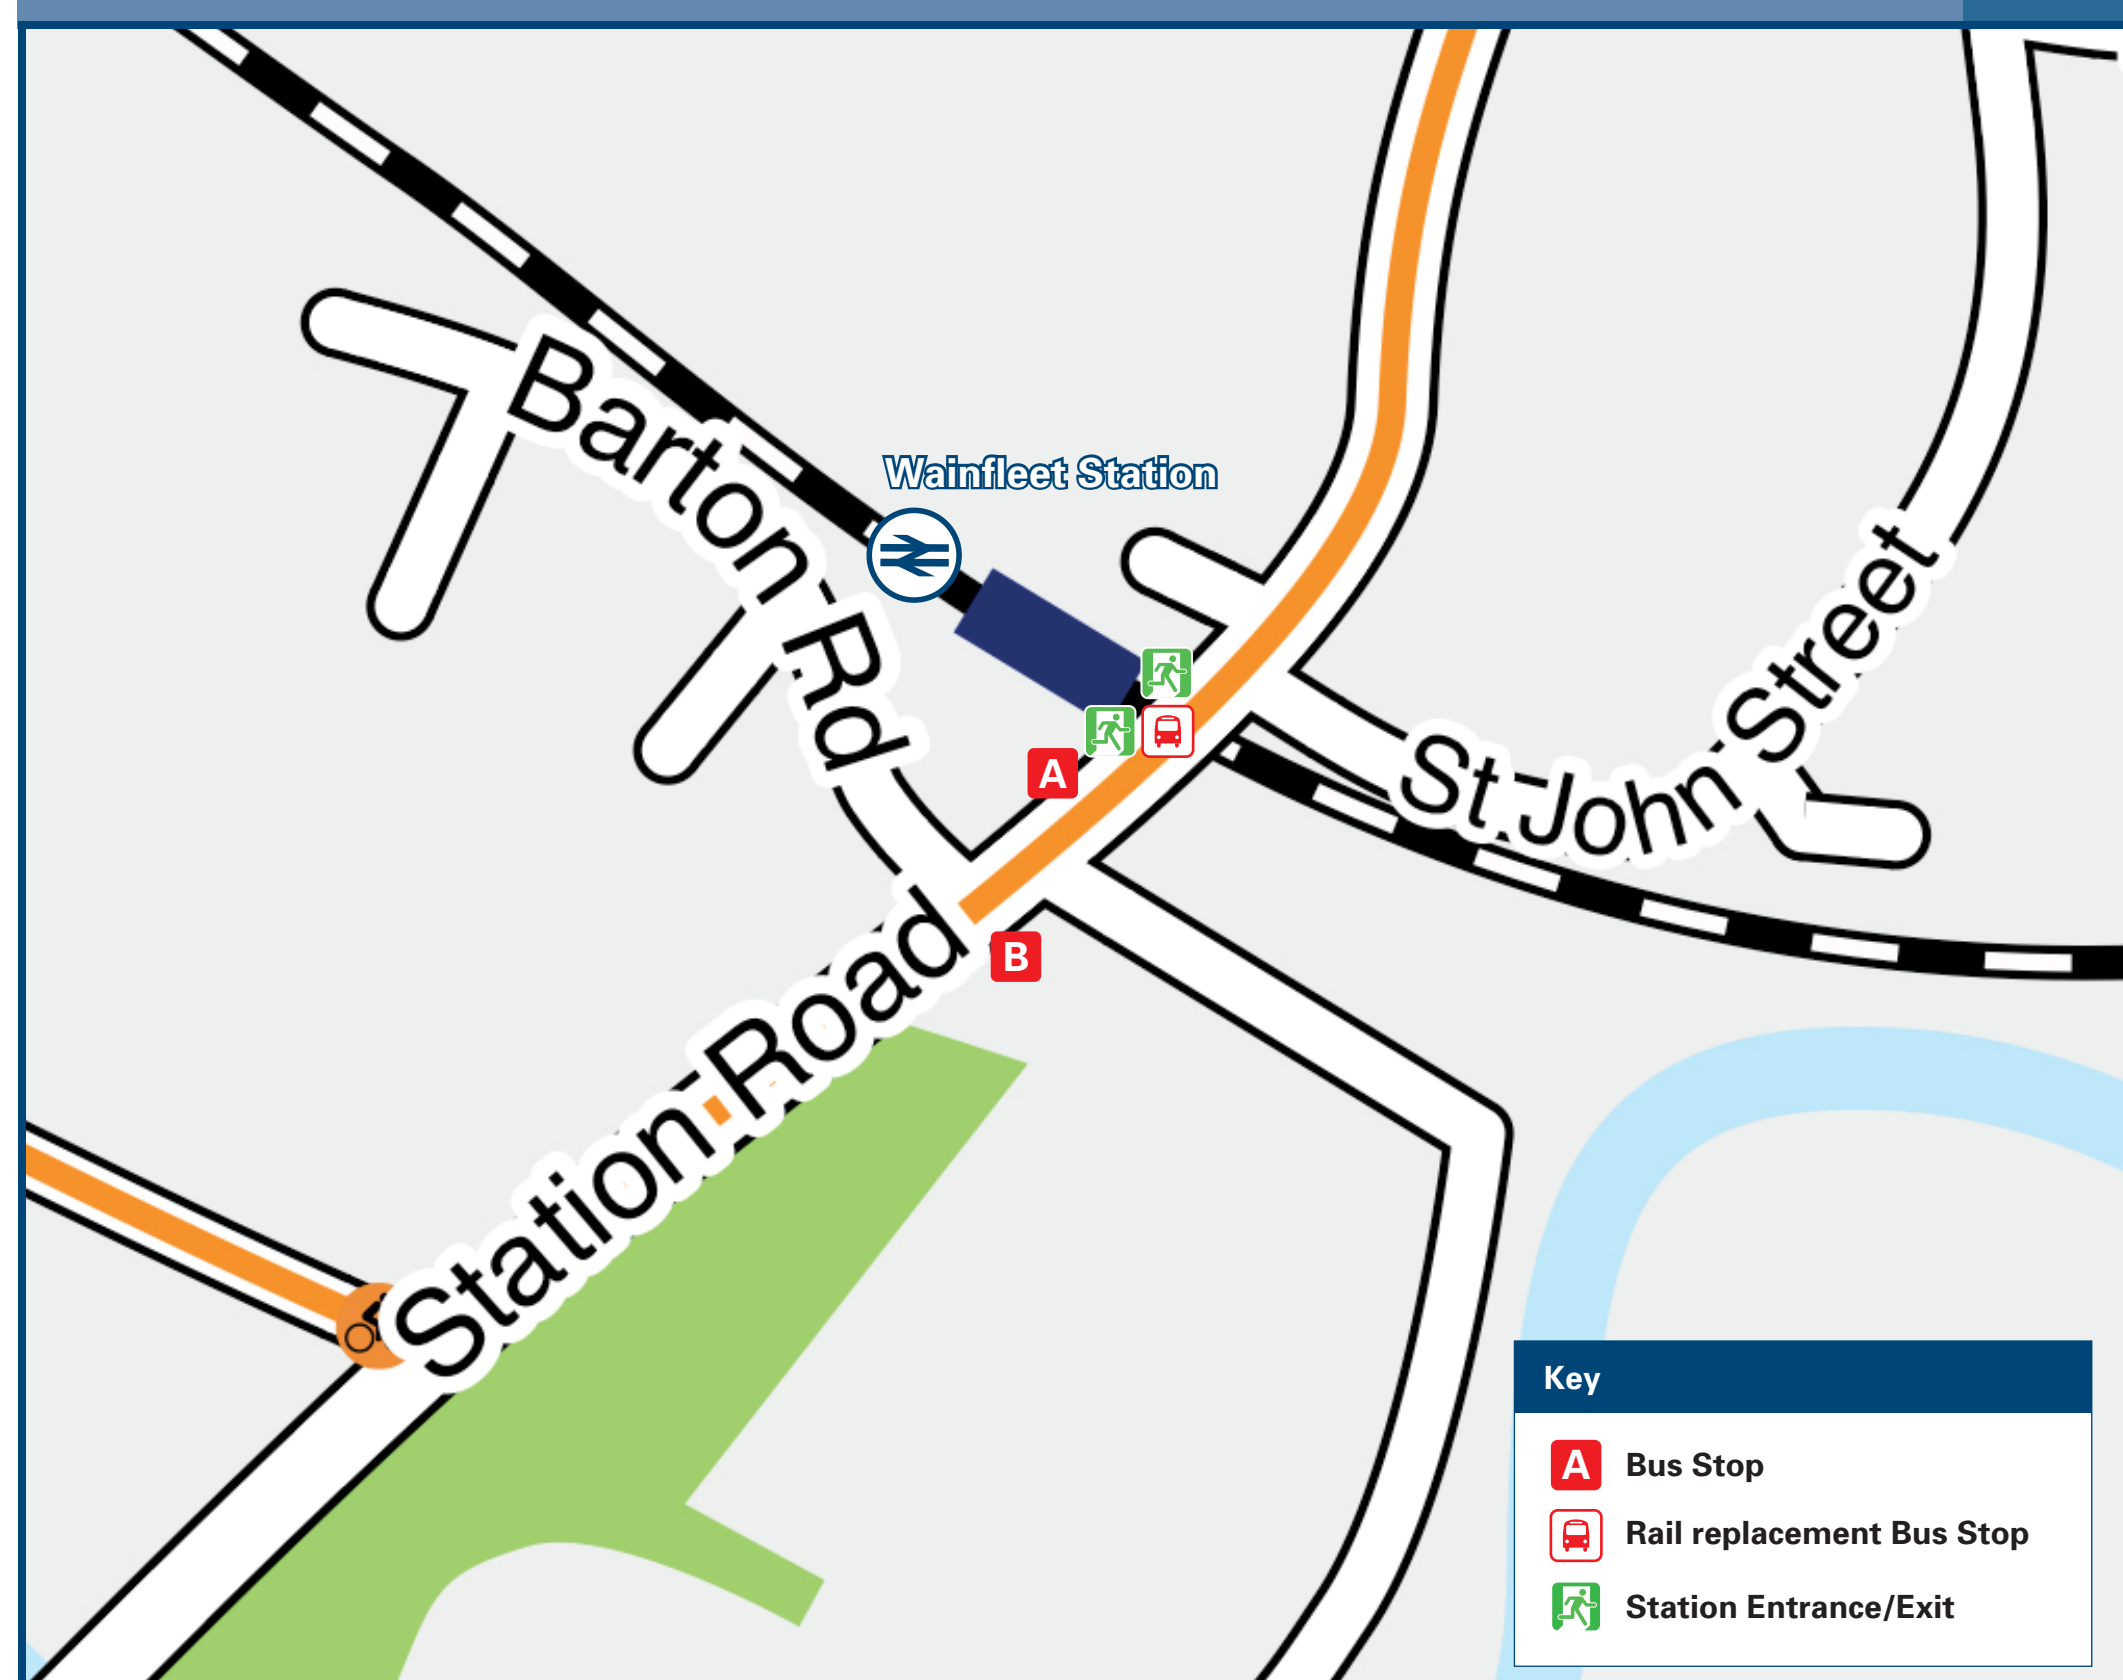 Wainfleet Station
Barton Rd
St John Street
A
B
Station Road
Key
A Bus Stop
Rail replacement Bus Stop
Station Entrance/Exit